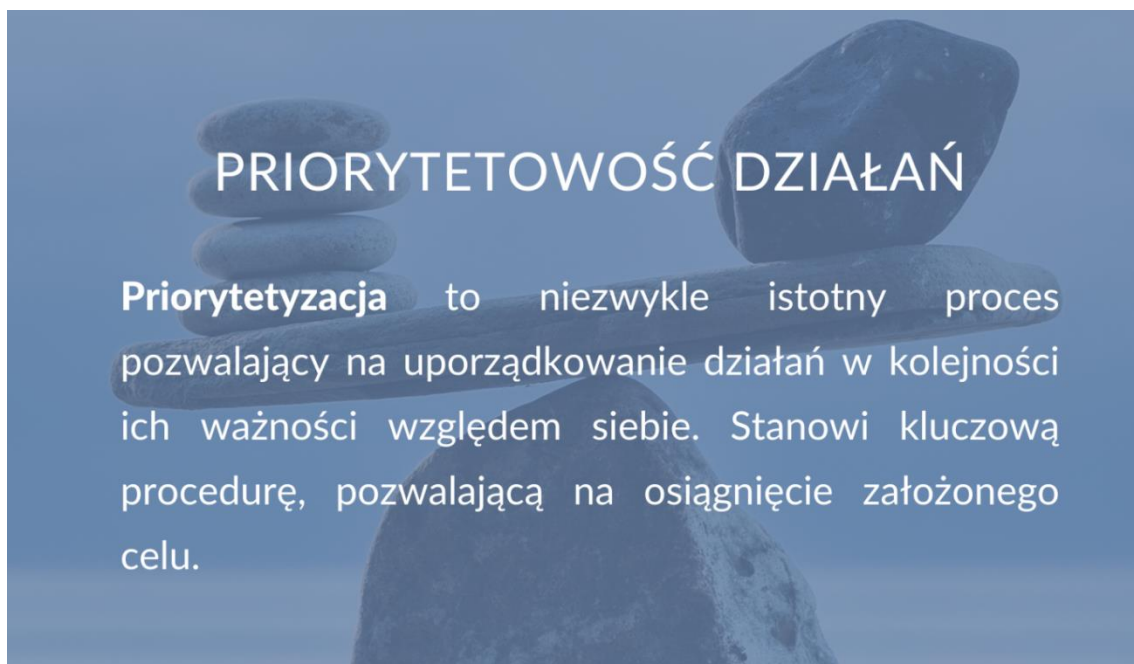 PRIORYTETOWOŚĆ DZIAŁAŃ
Priorytetyzacja to niezwykle istotny proces
pozwalający na uporządkowanie działań w kolejności
ich ważności względem siebie. Stanowi kluczową
procedurę, pozwalającą na osiągnięcie założonego
celu.